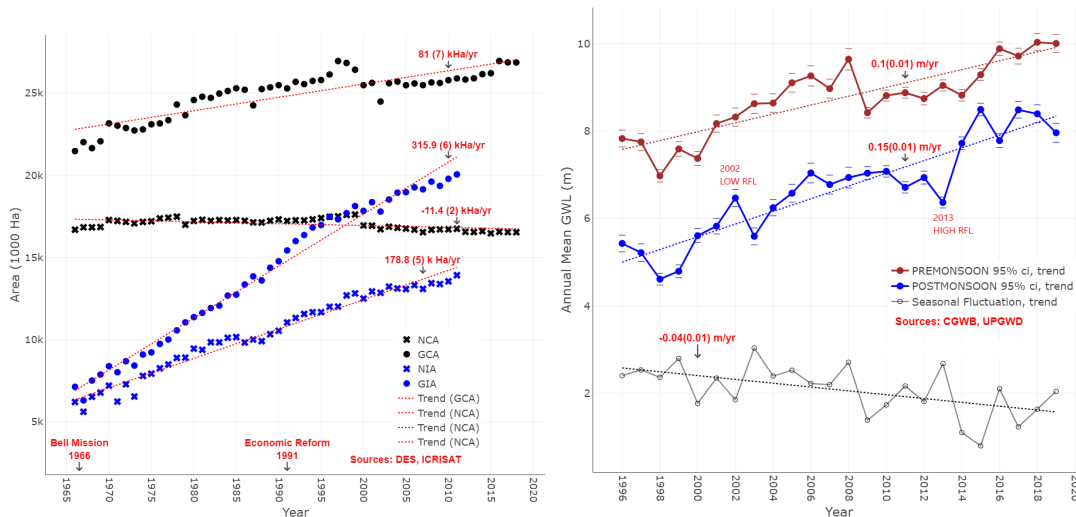 81 (7) kHa/yr
25k
315.9 (6) kHa/yr
20k
-11.4 (2) kHa/yr
178.8 (5) k Ha/yr
15k
10k
5k
Area (1000 Ha)
NCA
GCA
NIA
GIA
Trend (GCA)
Trend (NCA)
Trend (NCA)
Trend (NCA)
Bell Mission
1966
Economic Reform
1991
Sources: DES, ICRISAT
1965
1970
1975
1980
1985
1990
1995
2000
2005
2010
2015
2020
Year
10
0.1(0.01) m/yr
8
0.15(0.01) m/yr
2002
LOW RFL
2013
HIGH RFL
6
4
2
Annual Mean GWL (m)
PREMONSOON 95% ci, trend
POSTMONSOON 95% ci, trend
Seasonal Fluctuation, trend
Sources: CGWB, UPGWD
-0.04(0.01) m/yr
1996
1998
2000
2002
2004
2006
2008
2010
2012
2014
2016
2018
2020
Year